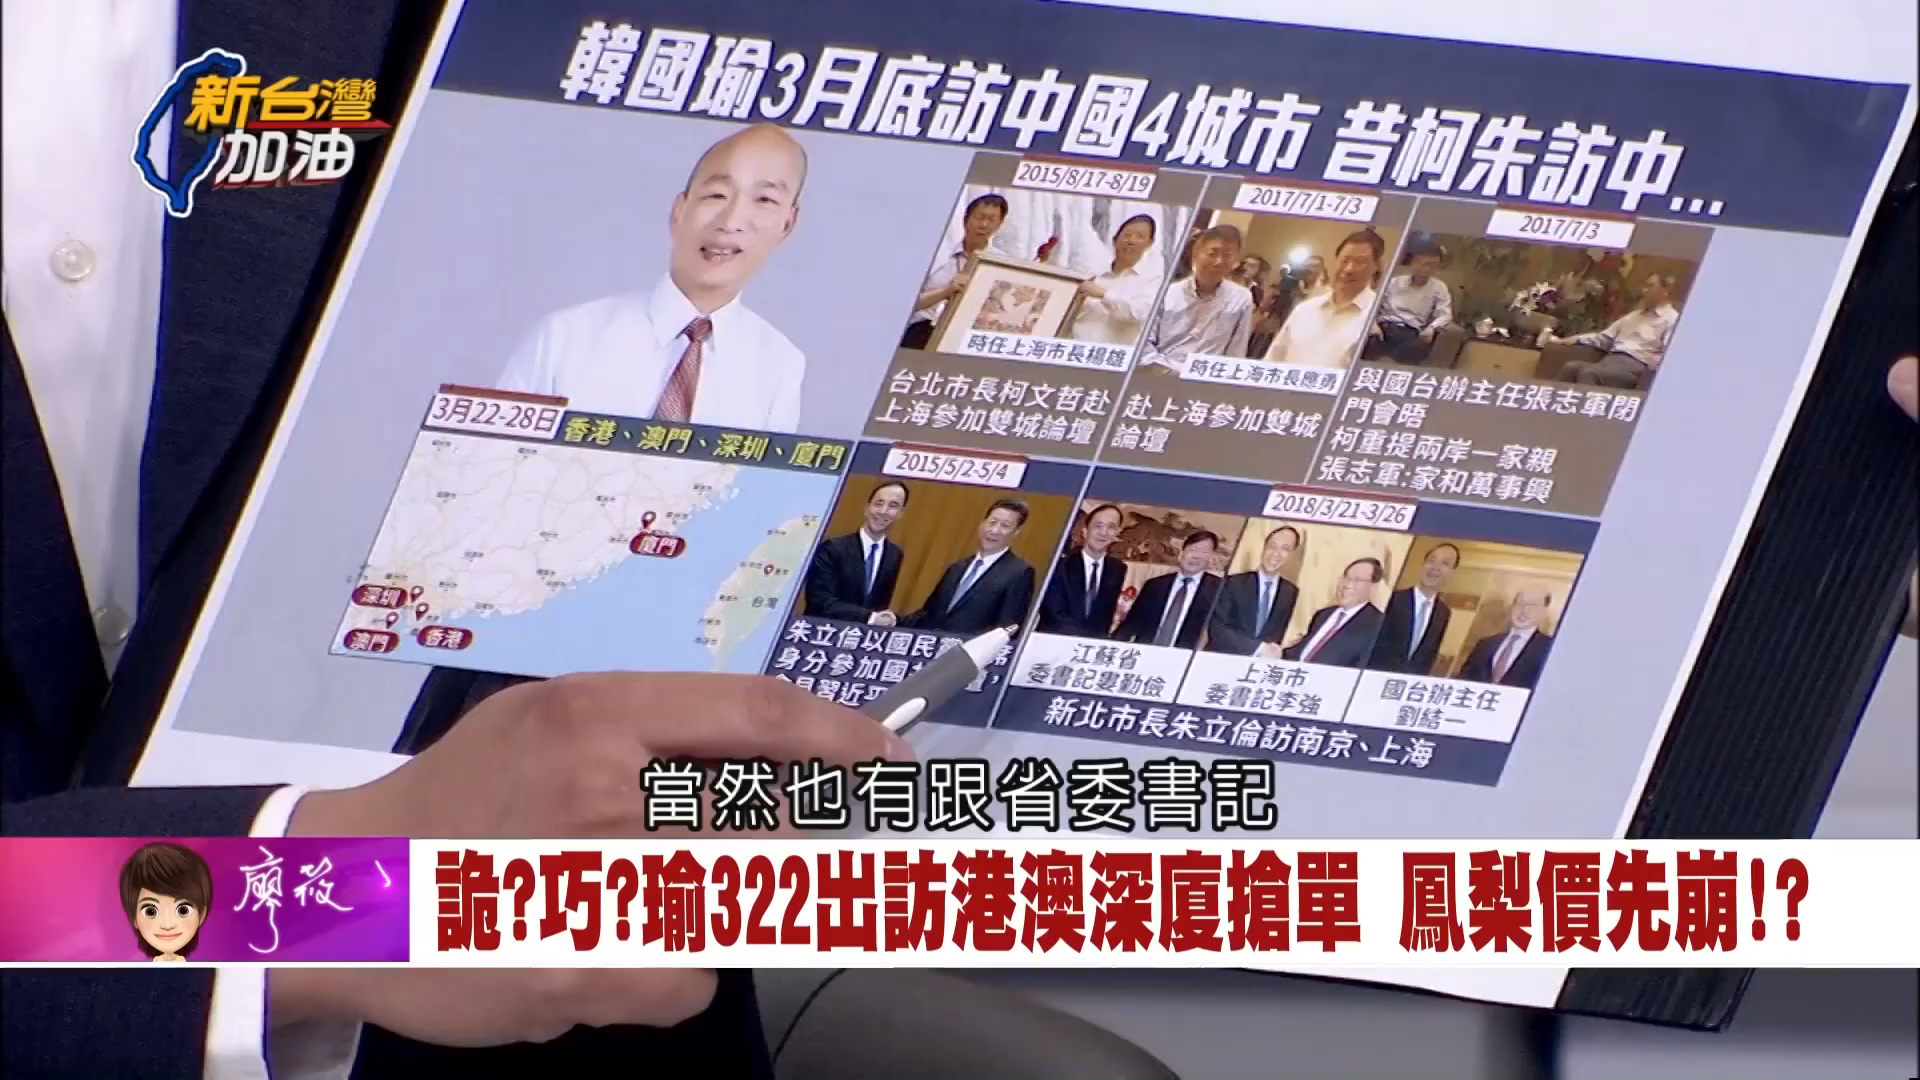 新台灣
加油
韓國瑜3月底訪中國4城市 昔柯朱訪中...
2015/8/17-8/19
時任上海市長楊雄
台北市長柯文哲赴
上海參加雙城論壇
2017/7/1-7/3
時任上海市長應勇
赴上海參加雙城
論壇
2017/7/3
與國台辦主任張志軍閉
門會晤
柯重提兩岸一家親
張志軍:家和萬事興
3月22-28日
香港、澳門、深圳、廈門
廈門
深圳
澳門
香港
台灣
2015/5/2-5/4
朱立倫以國民黨
身分參加國
會見習近平
2018/3/21-3/26
江蘇省
委書記婁勤儉
上海市
委書記李強
國台辦主任
劉結一
新北市長朱立倫訪南京、上海
當然也有跟省委書記
廖筱
詭?巧?瑜322出訪港澳深廈搶單 鳳梨價先崩!?